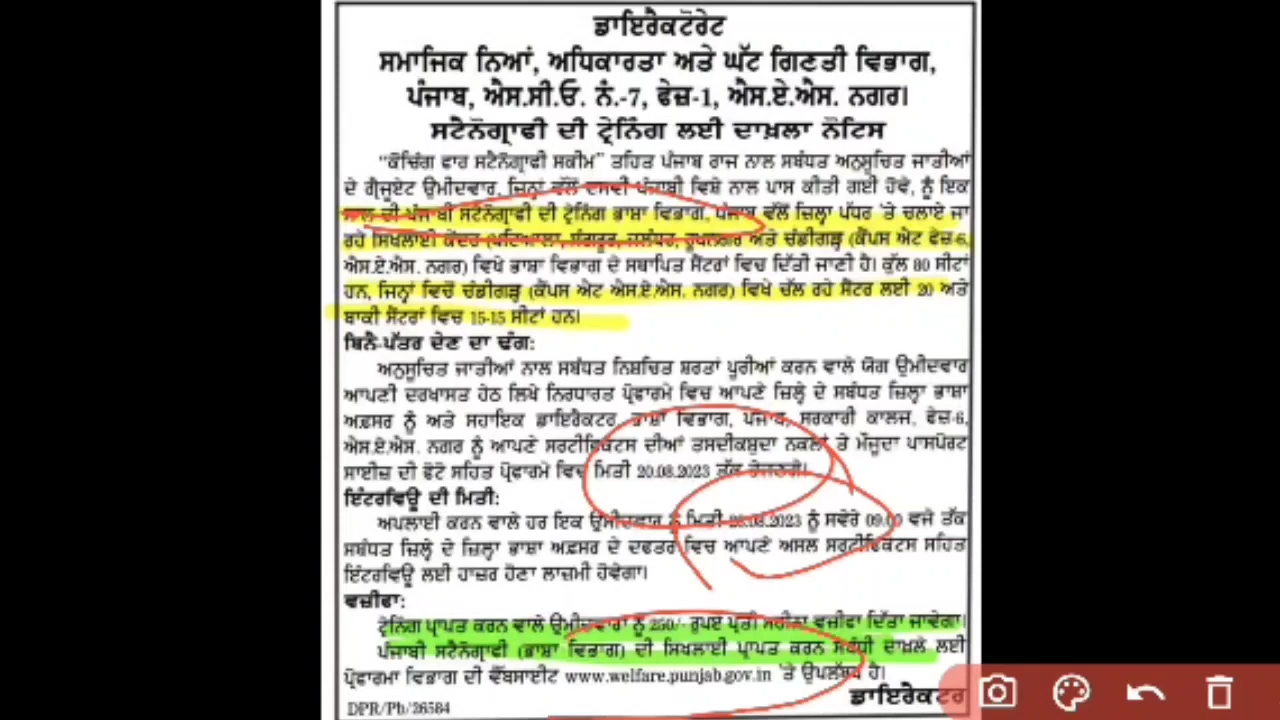 ਡਾਇਰੈਕਟੋਰੇਟ
ਸਮਾਜਿਕ ਨਿਆਂ, ਅਧਿਕਾਰਤਾ ਅਤੇ ਘੱਟ ਗਿਣਤੀ ਵਿਭਾਗ,
ਪੰਜਾਬ, ਐਸ.ਸੀ.ਓ. ਨੰ.-7, ਫੇਜ਼-1, ਐਸ.ਏ.ਐਸ. ਨਗਰ।
ਸਟੈਨੋਗ੍ਰਾਫੀ ਦੀ ਟ੍ਰੇਨਿੰਗ ਲਈ ਦਾਖ਼ਲਾ ਨੋਟਿਸ
"ਕੋਚਿੰਗ ਫਾਰ ਸਟੈਨੋਗ੍ਰਾਫੀ ਸਕੀਮ" ਤਹਿਤ ਪੰਜਾਬ ਰਾਜ ਨਾਲ ਸਬੰਧਤ ਅਨੁਸੂਚਿਤ ਜਾਤੀਆਂ
ਦੇ ਗ੍ਰੈਜੂਏਟ ਉਮੀਦਵਾਰ, ਜਿਨ੍ਹਾਂ ਵੱਲੋਂ ਦਸਵੀਂ ਪੰਜਾਬੀ ਵਿਸ਼ੇ ਨਾਲ ਪਾਸ ਕੀਤੀ ਗਈ ਹੋਵੇ, ਨੂੰ ਇਕ
ਸਾਲ ਦੀ ਪੰਜਾਬੀ ਸਟੈਨੋਗ੍ਰਾਫੀ ਦੀ ਟ੍ਰੇਨਿੰਗ ਭਾਸ਼ਾ ਵਿਭਾਗ, ਪੰਜਾਬ ਵੱਲੋਂ ਜ਼ਿਲ੍ਹਾ ਪੱਧਰ 'ਤੇ ਚਲਾਏ ਜਾ
ਰਹੇ ਸਿਖਲਾਈ ਕੇਂਦਰ (ਪਟਿਆਲਾ, ਸੰਗਰੂਰ, ਜਲੰਧਰ, ਰੂਪਨਗਰ ਅਤੇ ਚੰਡੀਗੜ੍ਹ (ਕੈਂਪਸ ਐਟ ਫੇਜ਼-6,
ਐਸ.ਏ.ਐਸ. ਨਗਰ) ਵਿਖੇ ਭਾਸ਼ਾ ਵਿਭਾਗ ਦੇ ਸਥਾਪਿਤ ਸੈਂਟਰਾਂ ਵਿਚ ਦਿੱਤੀ ਜਾਣੀ ਹੈ। ਕੁੱਲ 80 ਸੀਟਾਂ
ਹਨ, ਜਿਨ੍ਹਾਂ ਵਿਚੋਂ ਚੰਡੀਗੜ੍ਹ (ਕੈਂਪਸ ਐਟ ਐਸ.ਏ.ਐਸ. ਨਗਰ) ਵਿਖੇ ਚੱਲ ਰਹੇ ਸੈਂਟਰ ਲਈ 20 ਅਤੇ
ਬਾਕੀ ਸੈਂਟਰਾਂ ਵਿਚ 15-15 ਸੀਟਾਂ ਹਨ।
ਬਿਨੈ-ਪੱਤਰ ਦੇਣ ਦਾ ਢੰਗ:
ਅਨੁਸੂਚਿਤ ਜਾਤੀਆਂ ਨਾਲ ਸਬੰਧਤ ਨਿਸ਼ਚਿਤ ਸ਼ਰਤਾਂ ਪੂਰੀਆਂ ਕਰਨ ਵਾਲੇ ਯੋਗ ਉਮੀਦਵਾਰ
ਆਪਣੀ ਦਰਖਾਸਤ ਹੇਠ ਲਿਖੇ ਨਿਰਧਾਰਤ ਪ੍ਰੋਫਾਰਮੇ ਵਿਚ ਆਪਣੇ ਜ਼ਿਲ੍ਹੇ ਦੇ ਸਬੰਧਤ ਜ਼ਿਲ੍ਹਾ ਭਾਸ਼ਾ
ਅਫ਼ਸਰ ਨੂੰ ਅਤੇ ਸਹਾਇਕ ਡਾਇਰੈਕਟਰ, ਭਾਸ਼ਾ ਵਿਭਾਗ, ਪੰਜਾਬ, ਸਰਕਾਰੀ ਕਾਲਜ, ਫੇਜ਼-6,
ਐਸ.ਏ.ਐਸ. ਨਗਰ ਨੂੰ ਆਪਣੇ ਸਰਟੀਫਿਕੇਟਸ ਦੀਆਂ ਤਸਦੀਕਸ਼ੁਦਾ ਨਕਲਾਂ ਤੇ ਮੌਜੂਦਾ ਪਾਸਪੋਰਟ
ਸਾਈਜ਼ ਦੀ ਫੋਟੋ ਸਹਿਤ ਪ੍ਰੋਫਾਰਮੇ ਵਿਚ ਮਿਤੀ 20.08.2023 ਤੱਕ ਭੇਜਣਗੇ।
ਇੰਟਰਵਿਊ ਦੀ ਮਿਤੀ:
ਅਪਲਾਈ ਕਰਨ ਵਾਲੇ ਹਰ ਇਕ ਉਮੀਦਵਾਰ ਨੂੰ ਮਿਤੀ ਨੂੰ ਸਵੇਰੇ 09.00 ਵਜੇ ਤੱਕ
ਸਬੰਧਤ ਜ਼ਿਲ੍ਹੇ ਦੇ ਜ਼ਿਲ੍ਹਾ ਭਾਸ਼ਾ ਅਫ਼ਸਰ ਦੇ ਦਫਤਰ ਵਿਚ ਆਪਣੇ ਅਸਲ ਸਰਟੀਫਿਕੇਟਸ ਸਹਿਤ
ਇੰਟਰਵਿਊ ਲਈ ਹਾਜ਼ਰ ਹੋਣਾ ਲਾਜ਼ਮੀ ਹੋਵੇਗਾ।
ਵਜ਼ੀਫਾ:
ਟ੍ਰੇਨਿੰਗ ਪ੍ਰਾਪਤ ਕਰਨ ਵਾਲੇ ਉਮੀਦਵਾਰਾਂ ਨੂੰ 250/- ਰੁਪਏ ਪ੍ਰਤੀ ਮਹੀਨਾ ਵਜ਼ੀਫਾ ਦਿੱਤਾ ਜਾਵੇਗਾ।
ਪੰਜਾਬੀ ਸਟੈਨੋਗ੍ਰਾਫੀ (ਭਾਸ਼ਾ ਵਿਭਾਗ) ਦੀ ਸਿਖਲਾਈ ਪ੍ਰਾਪਤ ਕਰਨ ਸਬੰਧੀ ਦਾਖ਼ਲੇ ਲਈ
ਪ੍ਰੋਫਾਰਮਾ ਵਿਭਾਗ ਦੀ ਵੈੱਬਸਾਈਟ www.welfare.punjab.gov.in 'ਤੇ ਉਪਲੱਬਧ ਹੈ।
ਡਾਇਰੈਕਟਰ
DPR/Pb/26584